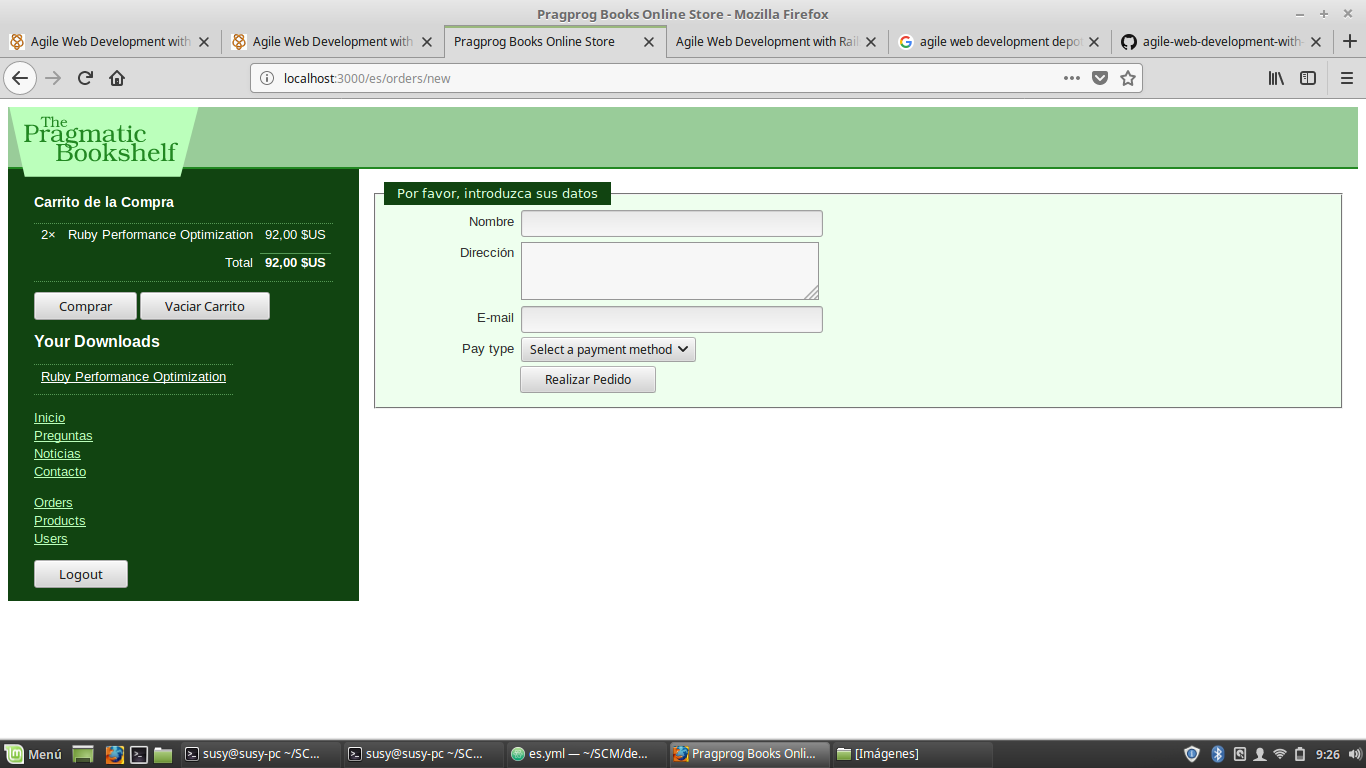 Pragprog Books Online Store - Mozilla Firefox
Agile Web Development with
Agile Web Development with
Pragprog Books Online Store
Agile Web Development with Rail
agile web development depo
agile-web-development-with-
localhost:3000/es/orders/new
The
Pragmatic
Bookshelf
Carrito de la Compra
2× Ruby Performance Optimization 92,00 $US
Total 92,00 $US
Comprar Vaciar Carrito
Your Downloads
Ruby Performance Optimization
Inicio
Preguntas
Noticias
Contacto
Orders
Products
Users
Logout
Por favor, introduzca sus datos
Nombre
Dirección
E-mail
Pay type Select a payment method
Realizar Pedido
Menú
susy@susy-pc ~/SC...
susy@susy-pc ~/SC...
es.yml — ~/SCM/de...
Pragprog Books Onli...
[Imágenes]
9:26